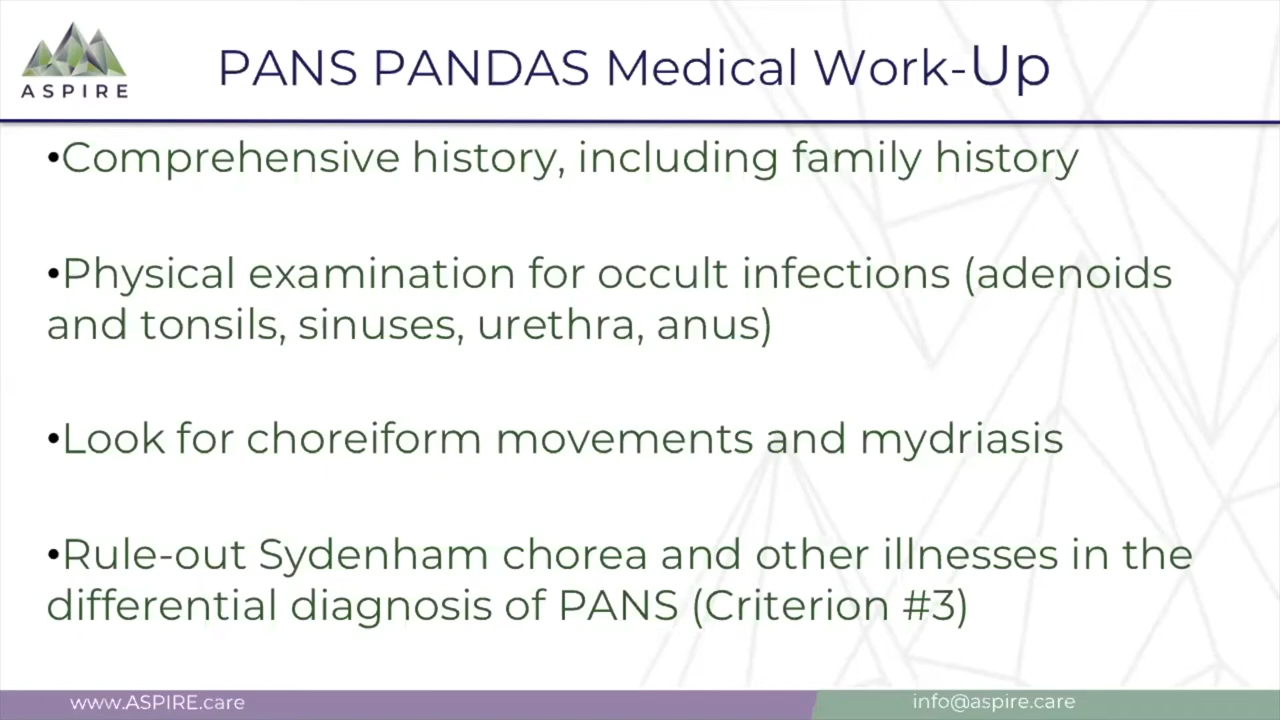 ASPIRE
PANS PANDAS Medical Work-Up
•Comprehensive history, including family history
•Physical examination for occult infections (adenoids
and tonsils, sinuses, urethra, anus)
•Look for choreiform movements and mydriasis
•Rule-out Sydenham chorea and other illnesses in the
differential diagnosis of PANS (Criterion #3)
www.ASPIRE.care
info@aspire.care